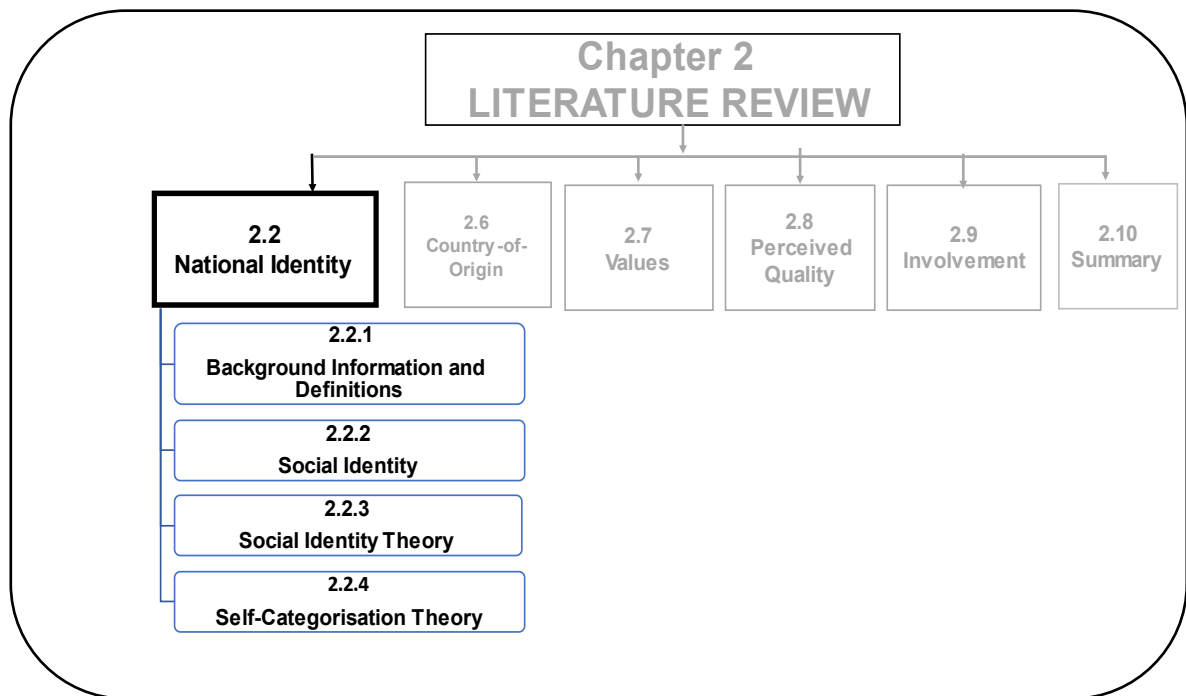 Chapter 2
LITERATURE REVIEW
2.2
National Identity
2.6
Country-of-
Origin
2.7
Values
2.8
Perceived
Quality
2.9
Involvement
2.10
Summary
2.2.1
Background Information and
Definitions
2.2.2
Social Identity
2.2.3
Social Identity Theory
2.2.4
Self-Categorisation Theory